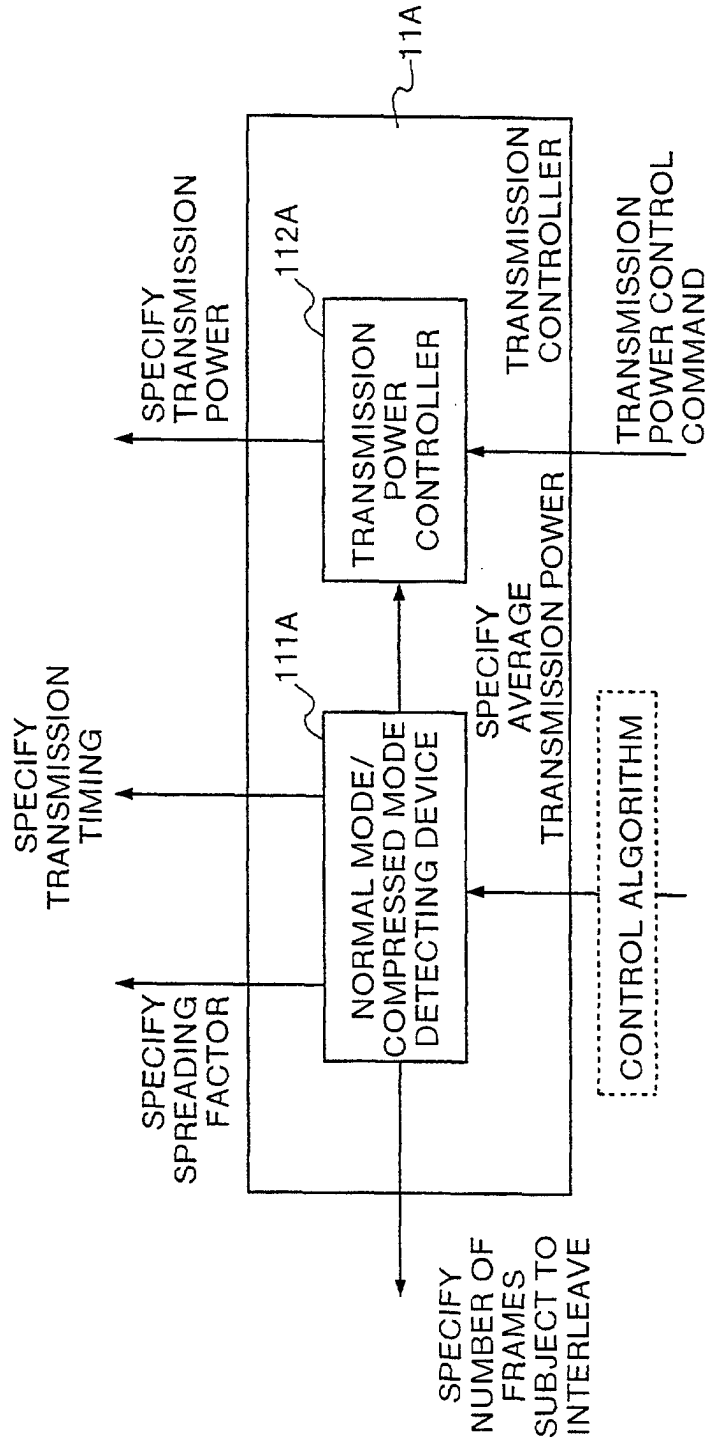 SPECIFY
TRANSMISSION
TIMING
SPECIFY
SPREADING
FACTOR
SPECIFY
TRANSMISSION
POWER
111A
112A
11A
NORMAL MODE/
COMPRESSED MODE
DETECTING DEVICE
TRANSMISSION
POWER
CONTROLLER
SPECIFY
AVERAGE
TRANSMISSION POWER
TRANSMISSION
CONTROLLER
SPECIFY
NUMBER OF
FRAMES
SUBJECT TO
INTERLEAVE
CONTROL ALGORITHM
TRANSMISSION
POWER CONTROL
COMMAND